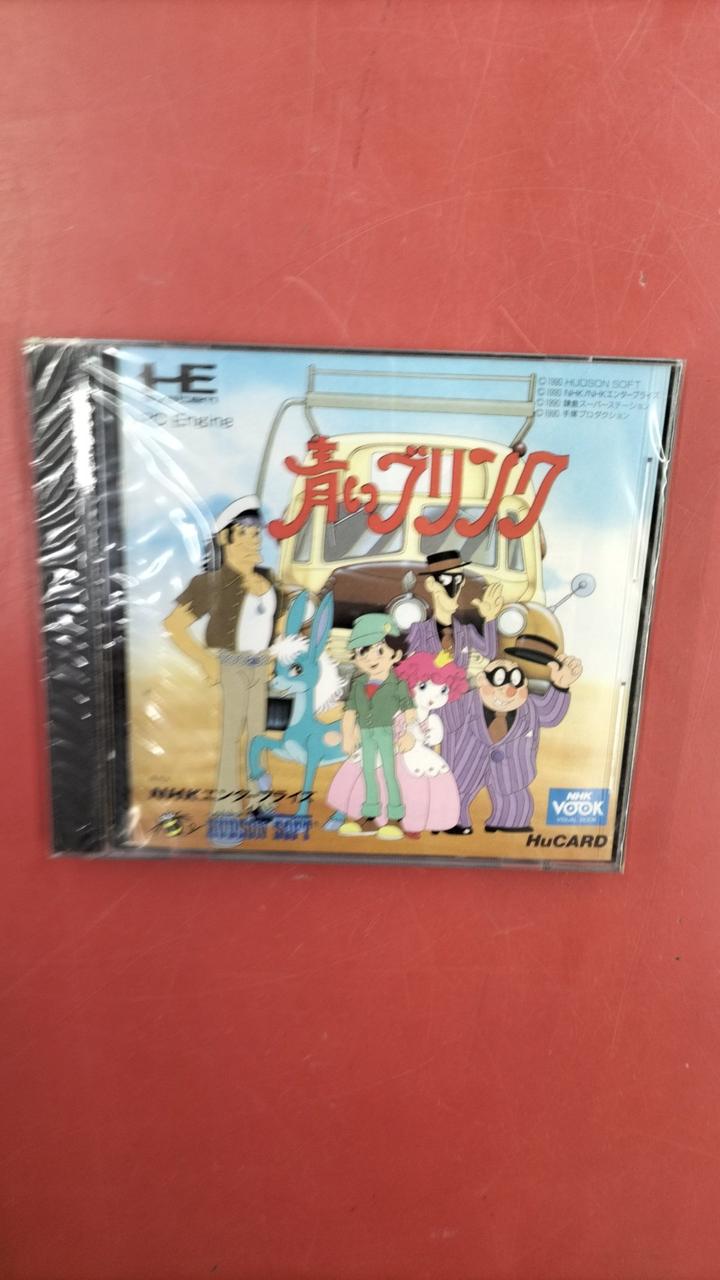 HE
SYSTEM
PC Engine
© 1990 HUDSON SOFT
© 1990 NHK/NHKエンタープライズ
© 1990 鎌倉スーパーステーション
© 1990 手塚プロダクション
青いブリンク
NHKエンタープライズ
HUDSON SOFT
NHK
VOOK
VISUAL BOOK
HuCARD